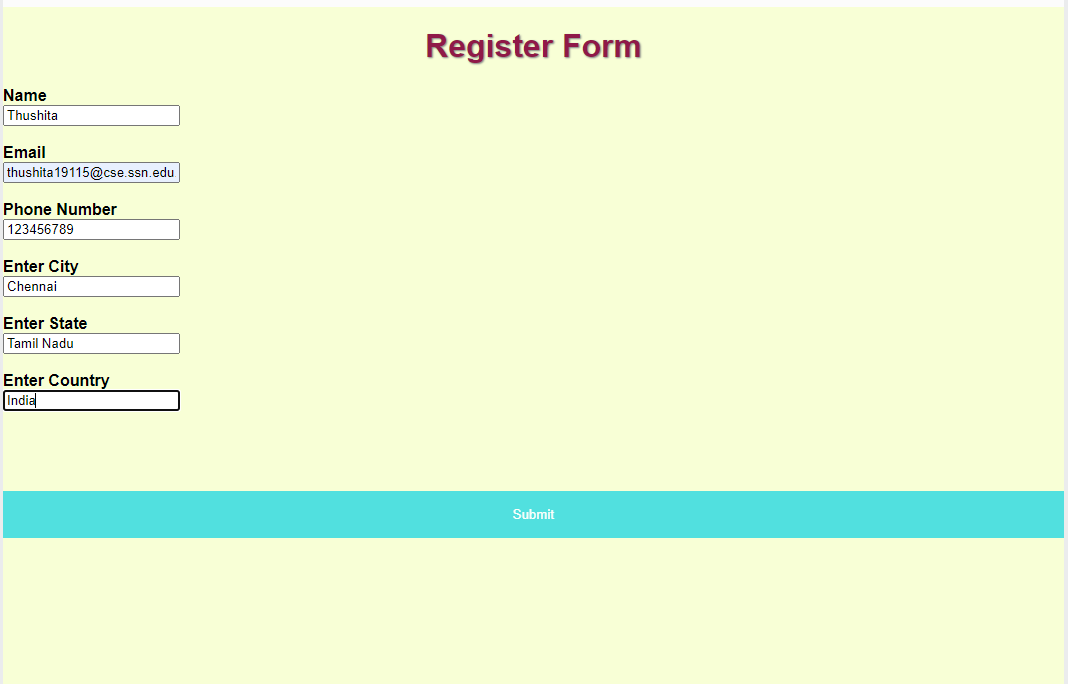 Register Form
Name
Thushita
Email
thushita19115@cse.ssn.edu
Phone Number
123456789
Enter City
Chennai
Enter State
Tamil Nadu
Enter Country
India
Submit